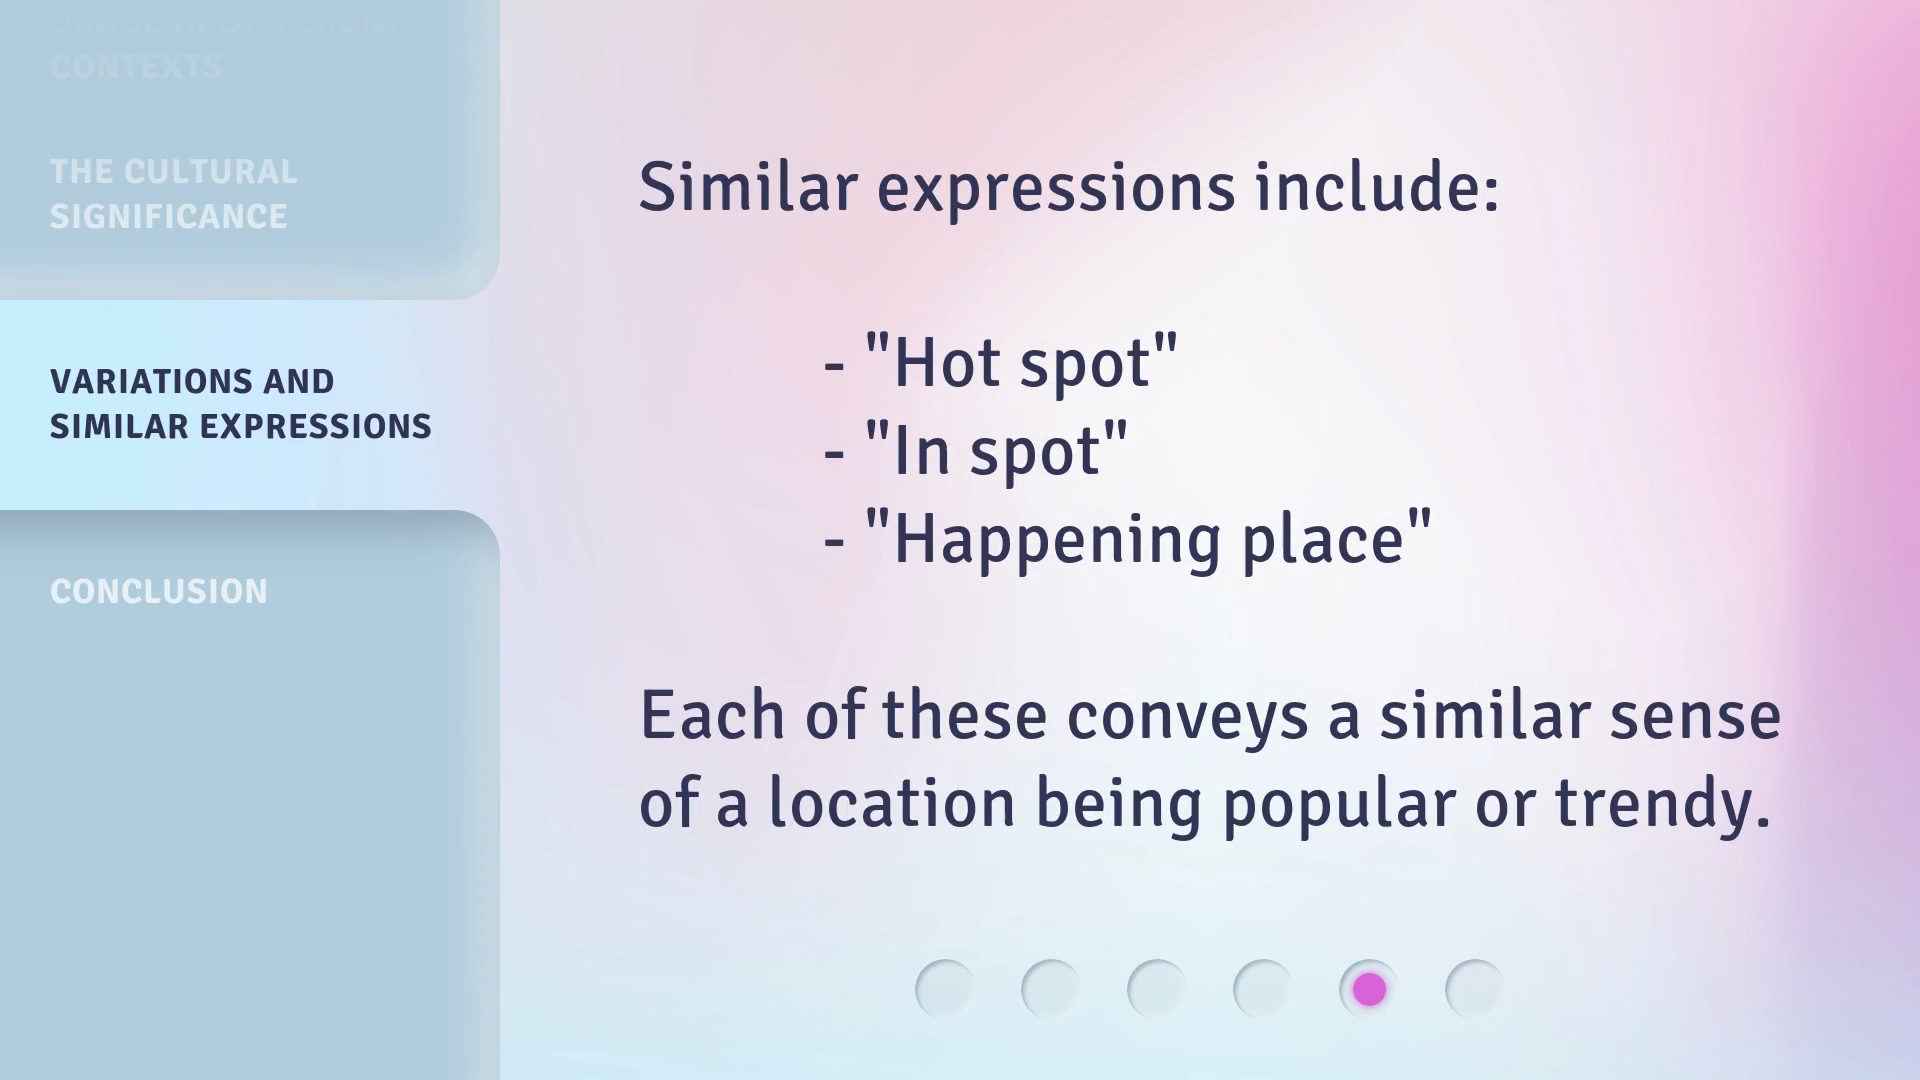 USAGE IN DIFFERENT
CONTEXTS
THE CULTURAL
SIGNIFICANCE
VARIATIONS AND
SIMILAR EXPRESSIONS
CONCLUSION
Similar expressions include:
- "Hot spot"
- "In spot"
- "Happening place"
Each of these conveys a similar sense
of a location being popular or trendy.